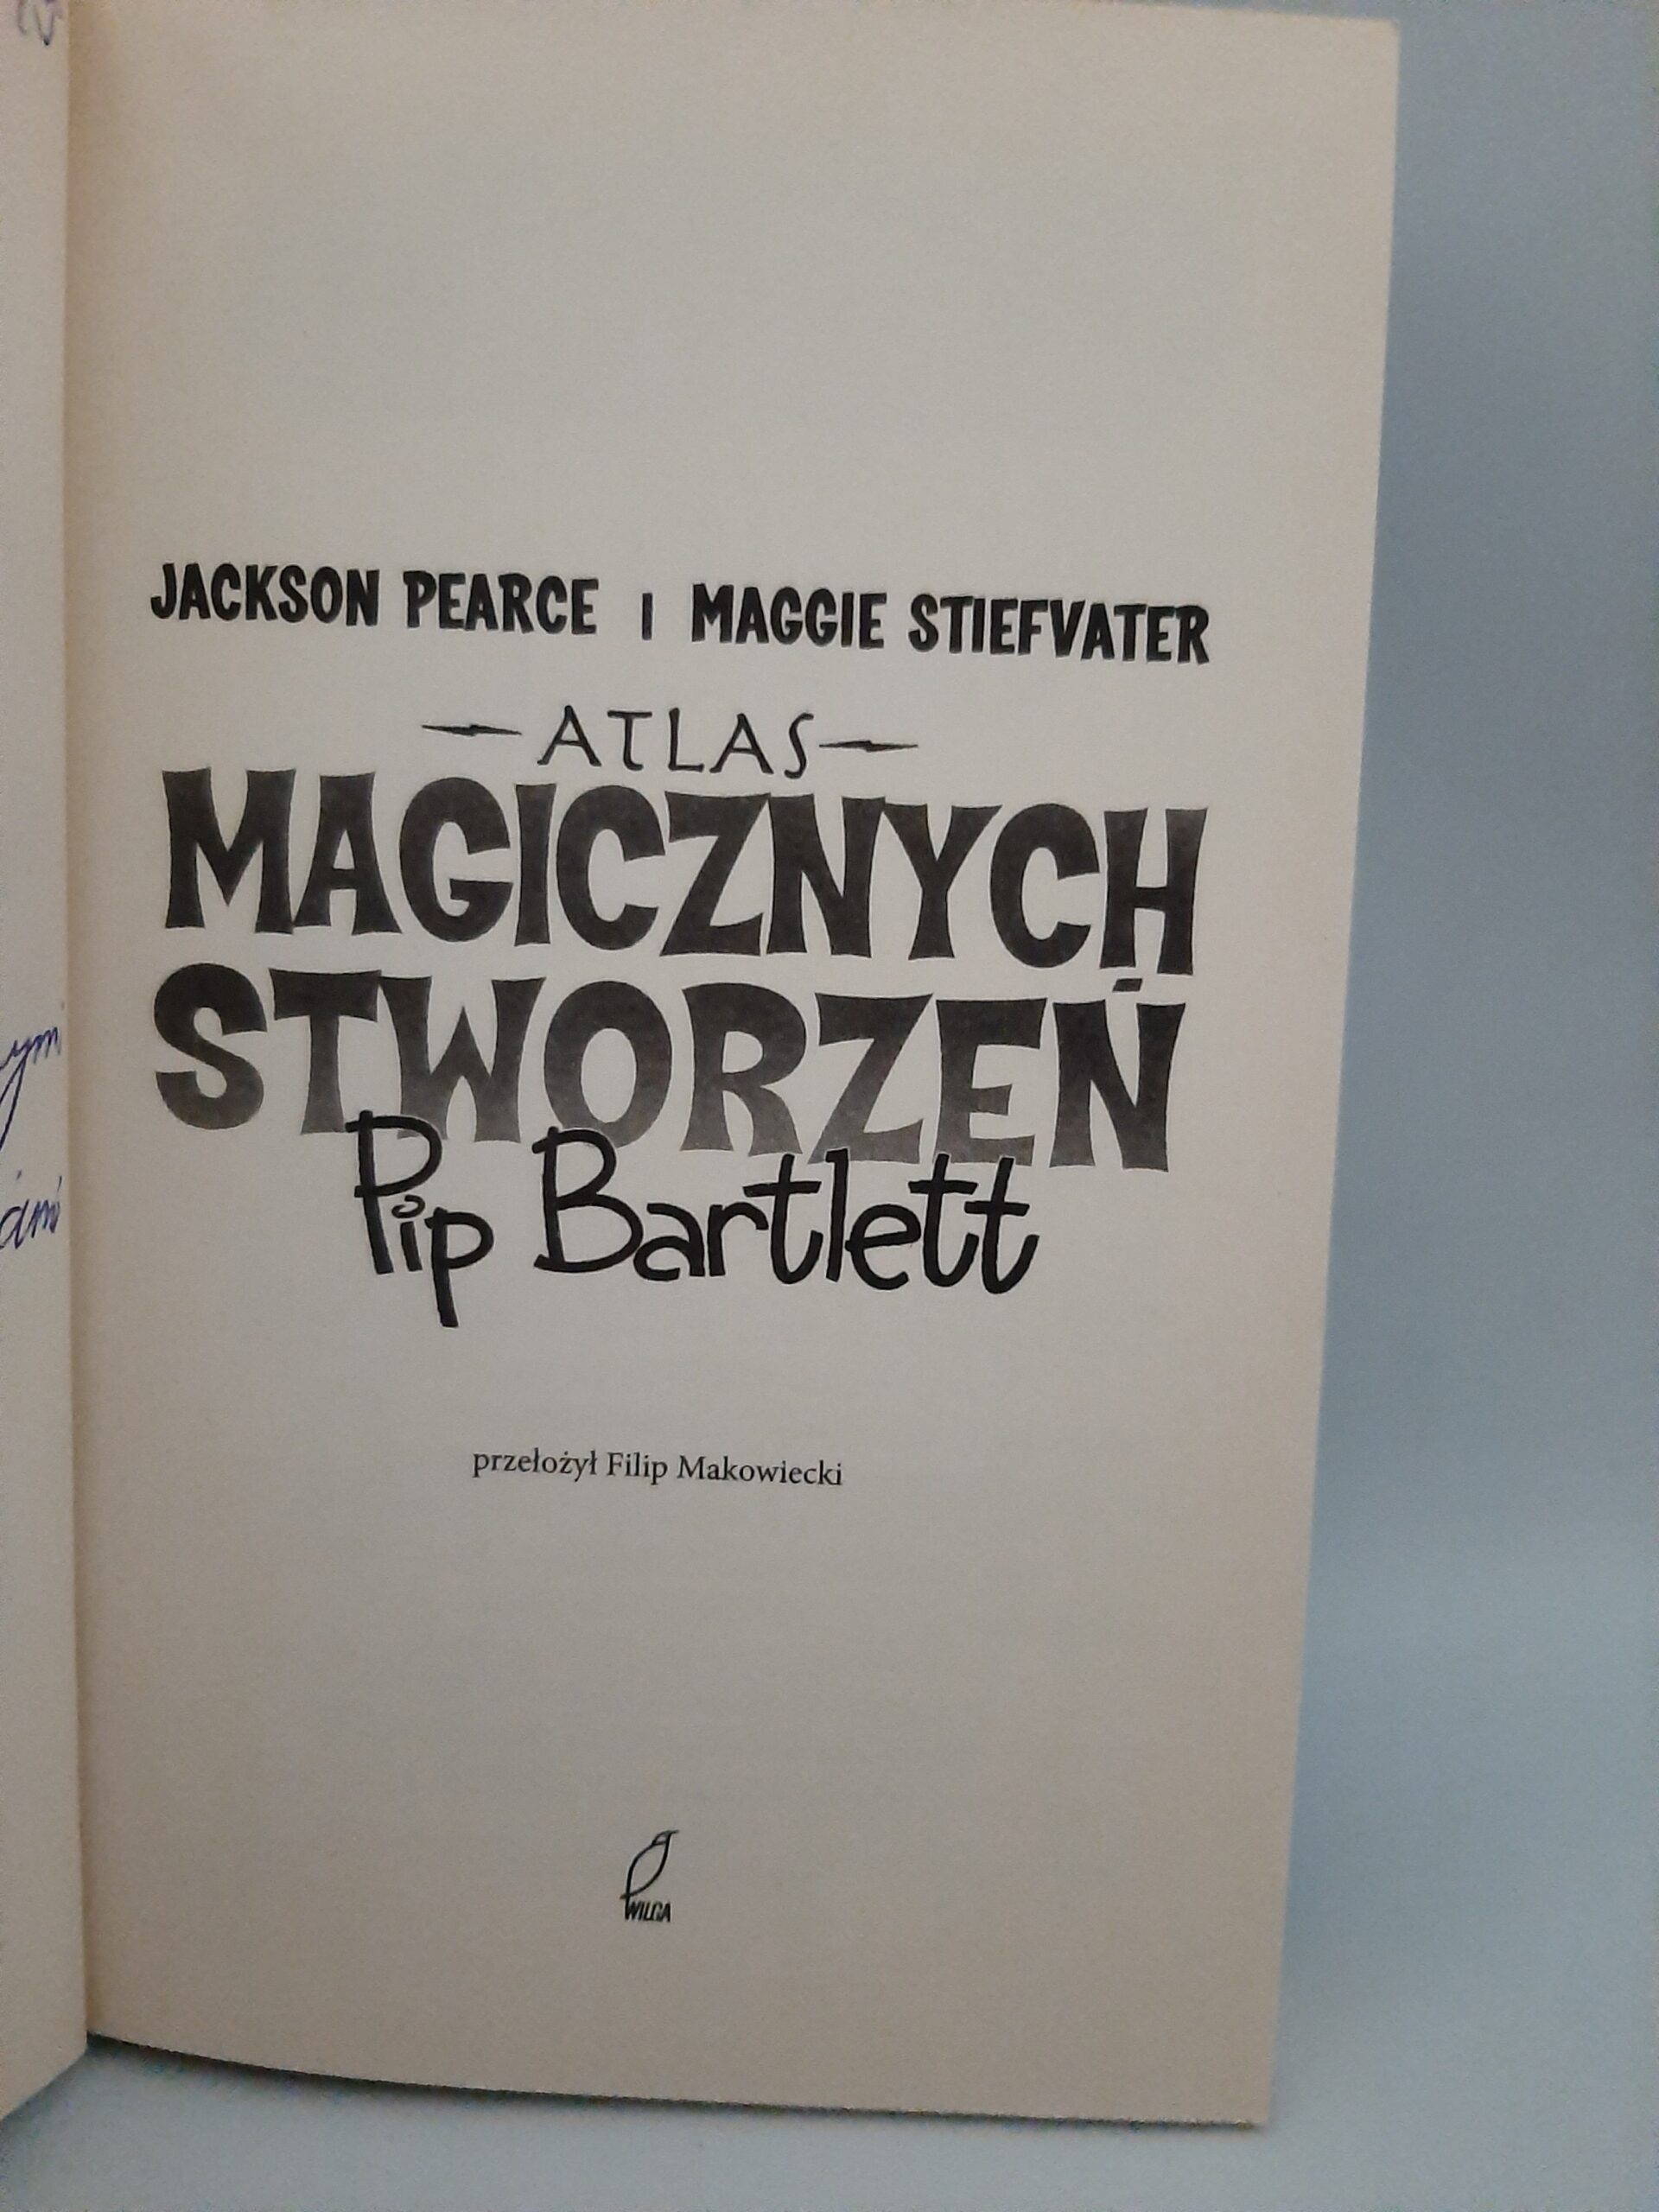 JACKSON PEARCE I MAGGIE STIEFVATER
ATLAS
MAGICZNYCH
STWORZEŃ
Pip Bartlett
przełożył Filip Makowiecki
WILGA